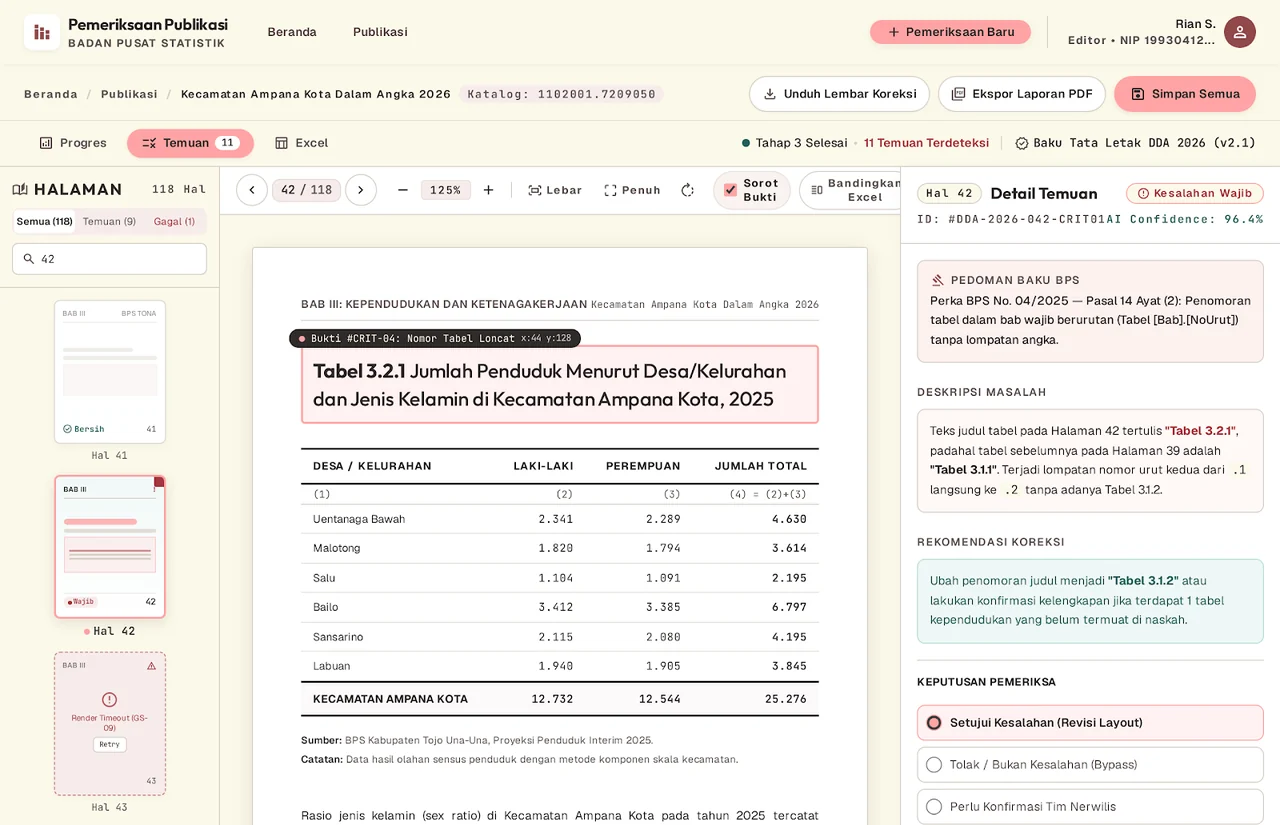 Pemeriksaan Publikasi
BADAN PUSAT STATISTIK
Beranda
Publikasi
Pemeriksaan Baru
Rian S.
Editor • NIP 19930412...
Beranda / Publikasi / Kecamatan Ampana Kota Dalam Angka 2026
Katalog: 1102001.7209050
Unduh Lembar Koreksi
Ekspor Laporan PDF
Simpan Semua
Progres
Temuan 11
Excel
Tahap 3 Selesai · 11 Temuan Terdeteksi
Baku Tata Letak DDA 2026 (v2.1)
HALAMAN
118 Hal
Semua (118)
Temuan (9)
Gagal (1)
42
BAB III
BPS TONA
Bersih
41
Hal 41
BAB III
Wajib
42
Hal 42
BAB III
Render Timeout (GS-
09)
Retry
43
Hal 43
42 / 118
125%
Lebar
Penuh
Sorot
Bukti
Bandingkan
Excel
BAB III: KEPENDUDUKAN DAN KETENAGAKERJAAN Kecamatan Ampana Kota Dalam Angka 2026
Bukti #CRIT-04: Nomor Tabel Loncat x:44 y:128
Tabel 3.2.1 Jumlah Penduduk Menurut Desa/Kelurahan
dan Jenis Kelamin di Kecamatan Ampana Kota, 2025
DESA / KELURAHAN LAKI-LAKI PEREMPUAN JUMLAH TOTAL
(1) (2) (3) (4) = (2)+(3)
Uentanaga Bawah 2.341 2.289 4.630
Malotong 1.820 1.794 3.614
Salu 1.104 1.091 2.195
Bailo 3.412 3.385 6.797
Sansarino 2.115 2.080 4.195
Labuan 1.940 1.905 3.845
KECAMATAN AMPANA KOTA 12.732 12.544 25.276
Sumber: BPS Kabupaten Tojo Una-Una, Proyeksi Penduduk Interim 2025.
Catatan: Data hasil olahan sensus penduduk dengan metode komponen skala kecamatan.
Rasio jenis kelamin (sex ratio) di Kecamatan Ampana Kota pada tahun 2025 tercatat
Hal 42
Detail Temuan
Kesalahan Wajib
ID: #DDA-2026-042-CRIT01
AI Confidence: 96.4%
PEDOMAN BAKU BPS
Perka BPS No. 04/2025 — Pasal 14 Ayat (2): Penomoran
tabel dalam bab wajib berurutan (Tabel [Bab].[NoUrut])
tanpa lompatan angka.
DESKRIPSI MASALAH
Teks judul tabel pada Halaman 42 tertulis "Tabel 3.2.1",
padahal tabel sebelumnya pada Halaman 39 adalah
"Tabel 3.1.1". Terjadi lompatan nomor urut kedua dari .1
langsung ke .2 tanpa adanya Tabel 3.1.2.
REKOMENDASI KOREKSI
Ubah penomoran judul menjadi "Tabel 3.1.2" atau
lakukan konfirmasi kelengkapan jika terdapat 1 tabel
kependudukan yang belum termuat di naskah.
KEPUTUSAN PEMERIKSA
Setujui Kesalahan (Revisi Layout)
Tolak / Bukan Kesalahan (Bypass)
Perlu Konfirmasi Tim Nerwilis